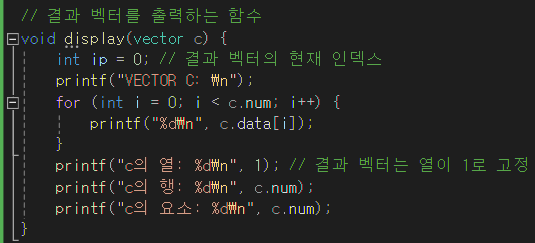 // 결과 벡터를 출력하는 함수
void display(vector c) {
int ip = 0; // 결과 벡터의 현재 인덱스
printf("VECTOR C: ₩n");
for (int i = 0; i < c.num; i++) {
printf("%d₩n", c.data[i]);
}
printf("c의 열: %d₩n", 1); // 결과 벡터는 열이 1로 고정
printf("c의 행: %d₩n", c.num);
printf("c의 요소: %d₩n", c.num);
}